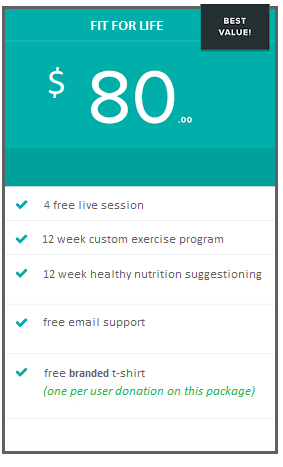 FIT FOR LIFE
BEST
VALUE!
$ 80.00
4 free live session
12 week custom exercise program
12 week healthy nutrition suggestioning
free email support
free branded t-shirt
(one per user donation on this package)